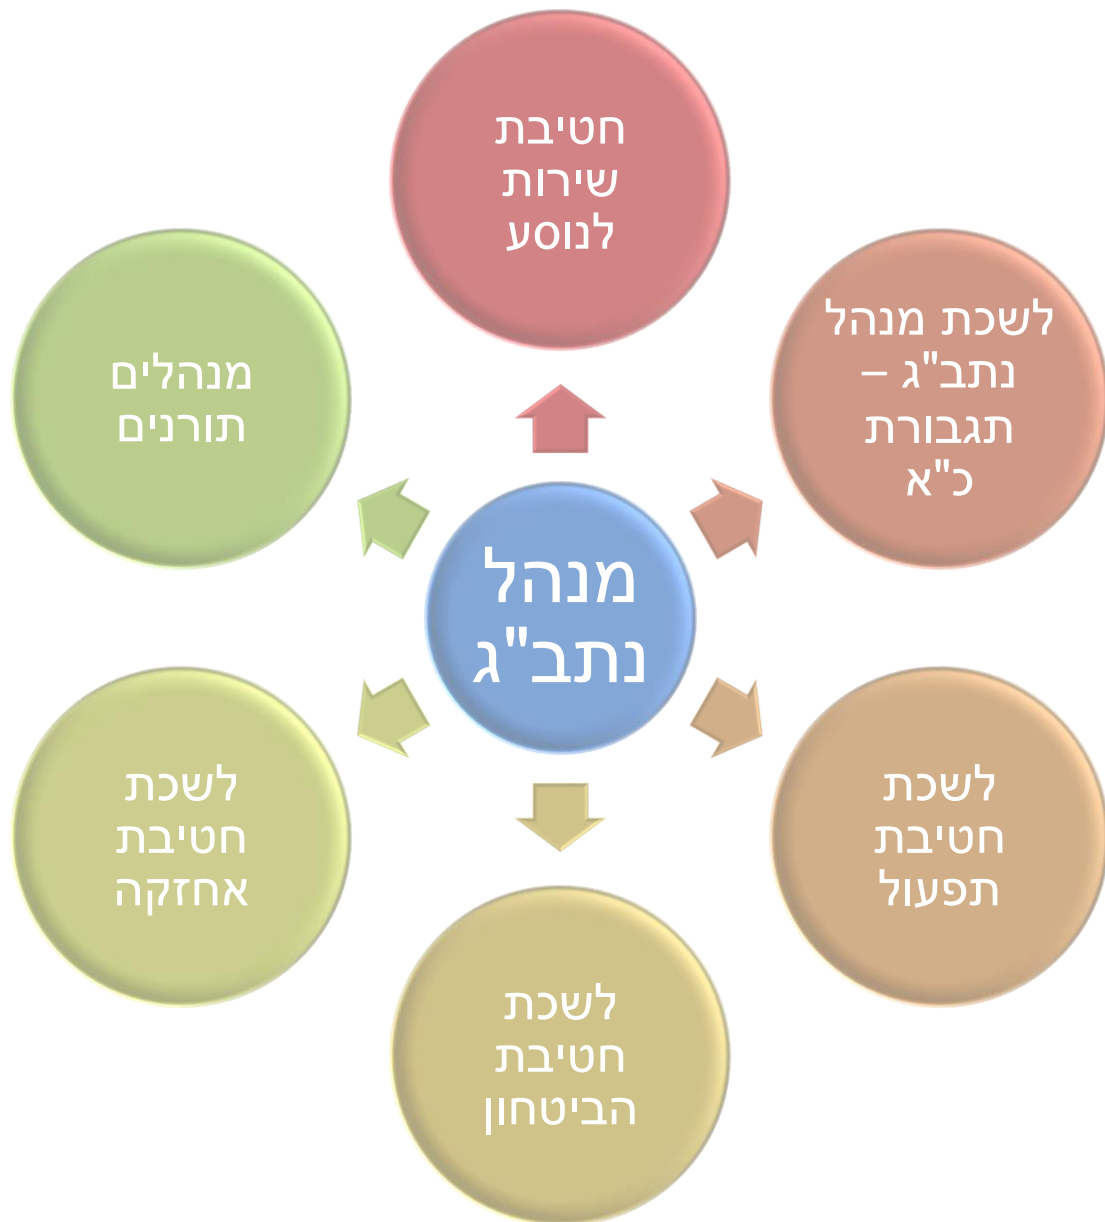 חטיבת
שירות
לנוסע
לשכת מנהל
נתב"ג –
תגבורת
כ"א
מנהלים
תורנים
מנהל
נתב"ג
לשכת
חטיבת
תפעול
לשכת
חטיבת
אחזקה
לשכת
חטיבת
הביטחון